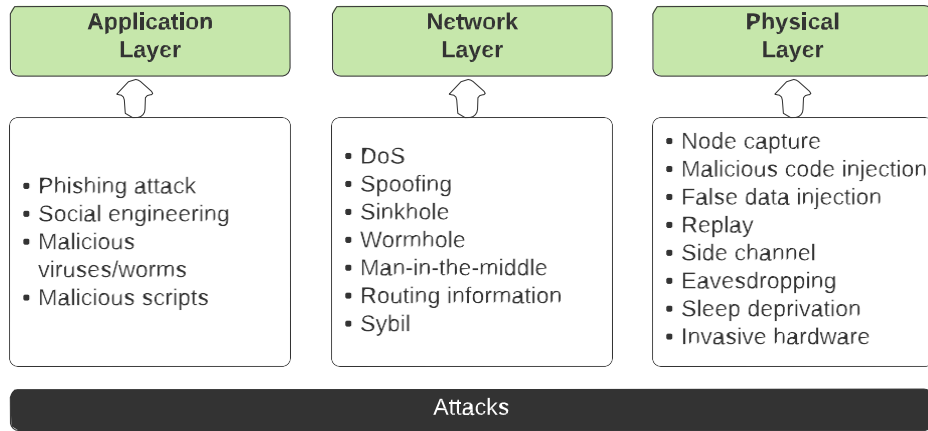 Application
Layer
Network
Layer
Physical
Layer
▪ Phishing attack
▪ Social engineering
▪ Malicious
viruses/worms
▪ Malicious scripts
▪ DoS
▪ Spoofing
▪ Sinkhole
▪ Wormhole
▪ Man-in-the-middle
▪ Routing information
▪ Sybil
▪ Node capture
▪ Malicious code injection
▪ False data injection
▪ Replay
▪ Side channel
▪ Eavesdropping
▪ Sleep deprivation
▪ Invasive hardware
Attacks